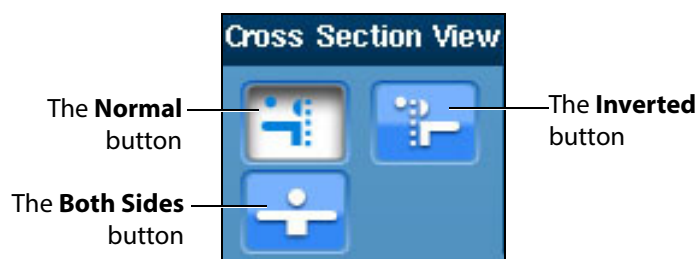 Cross Section View
The Normal
button
The Inverted
button
The Both Sides
button